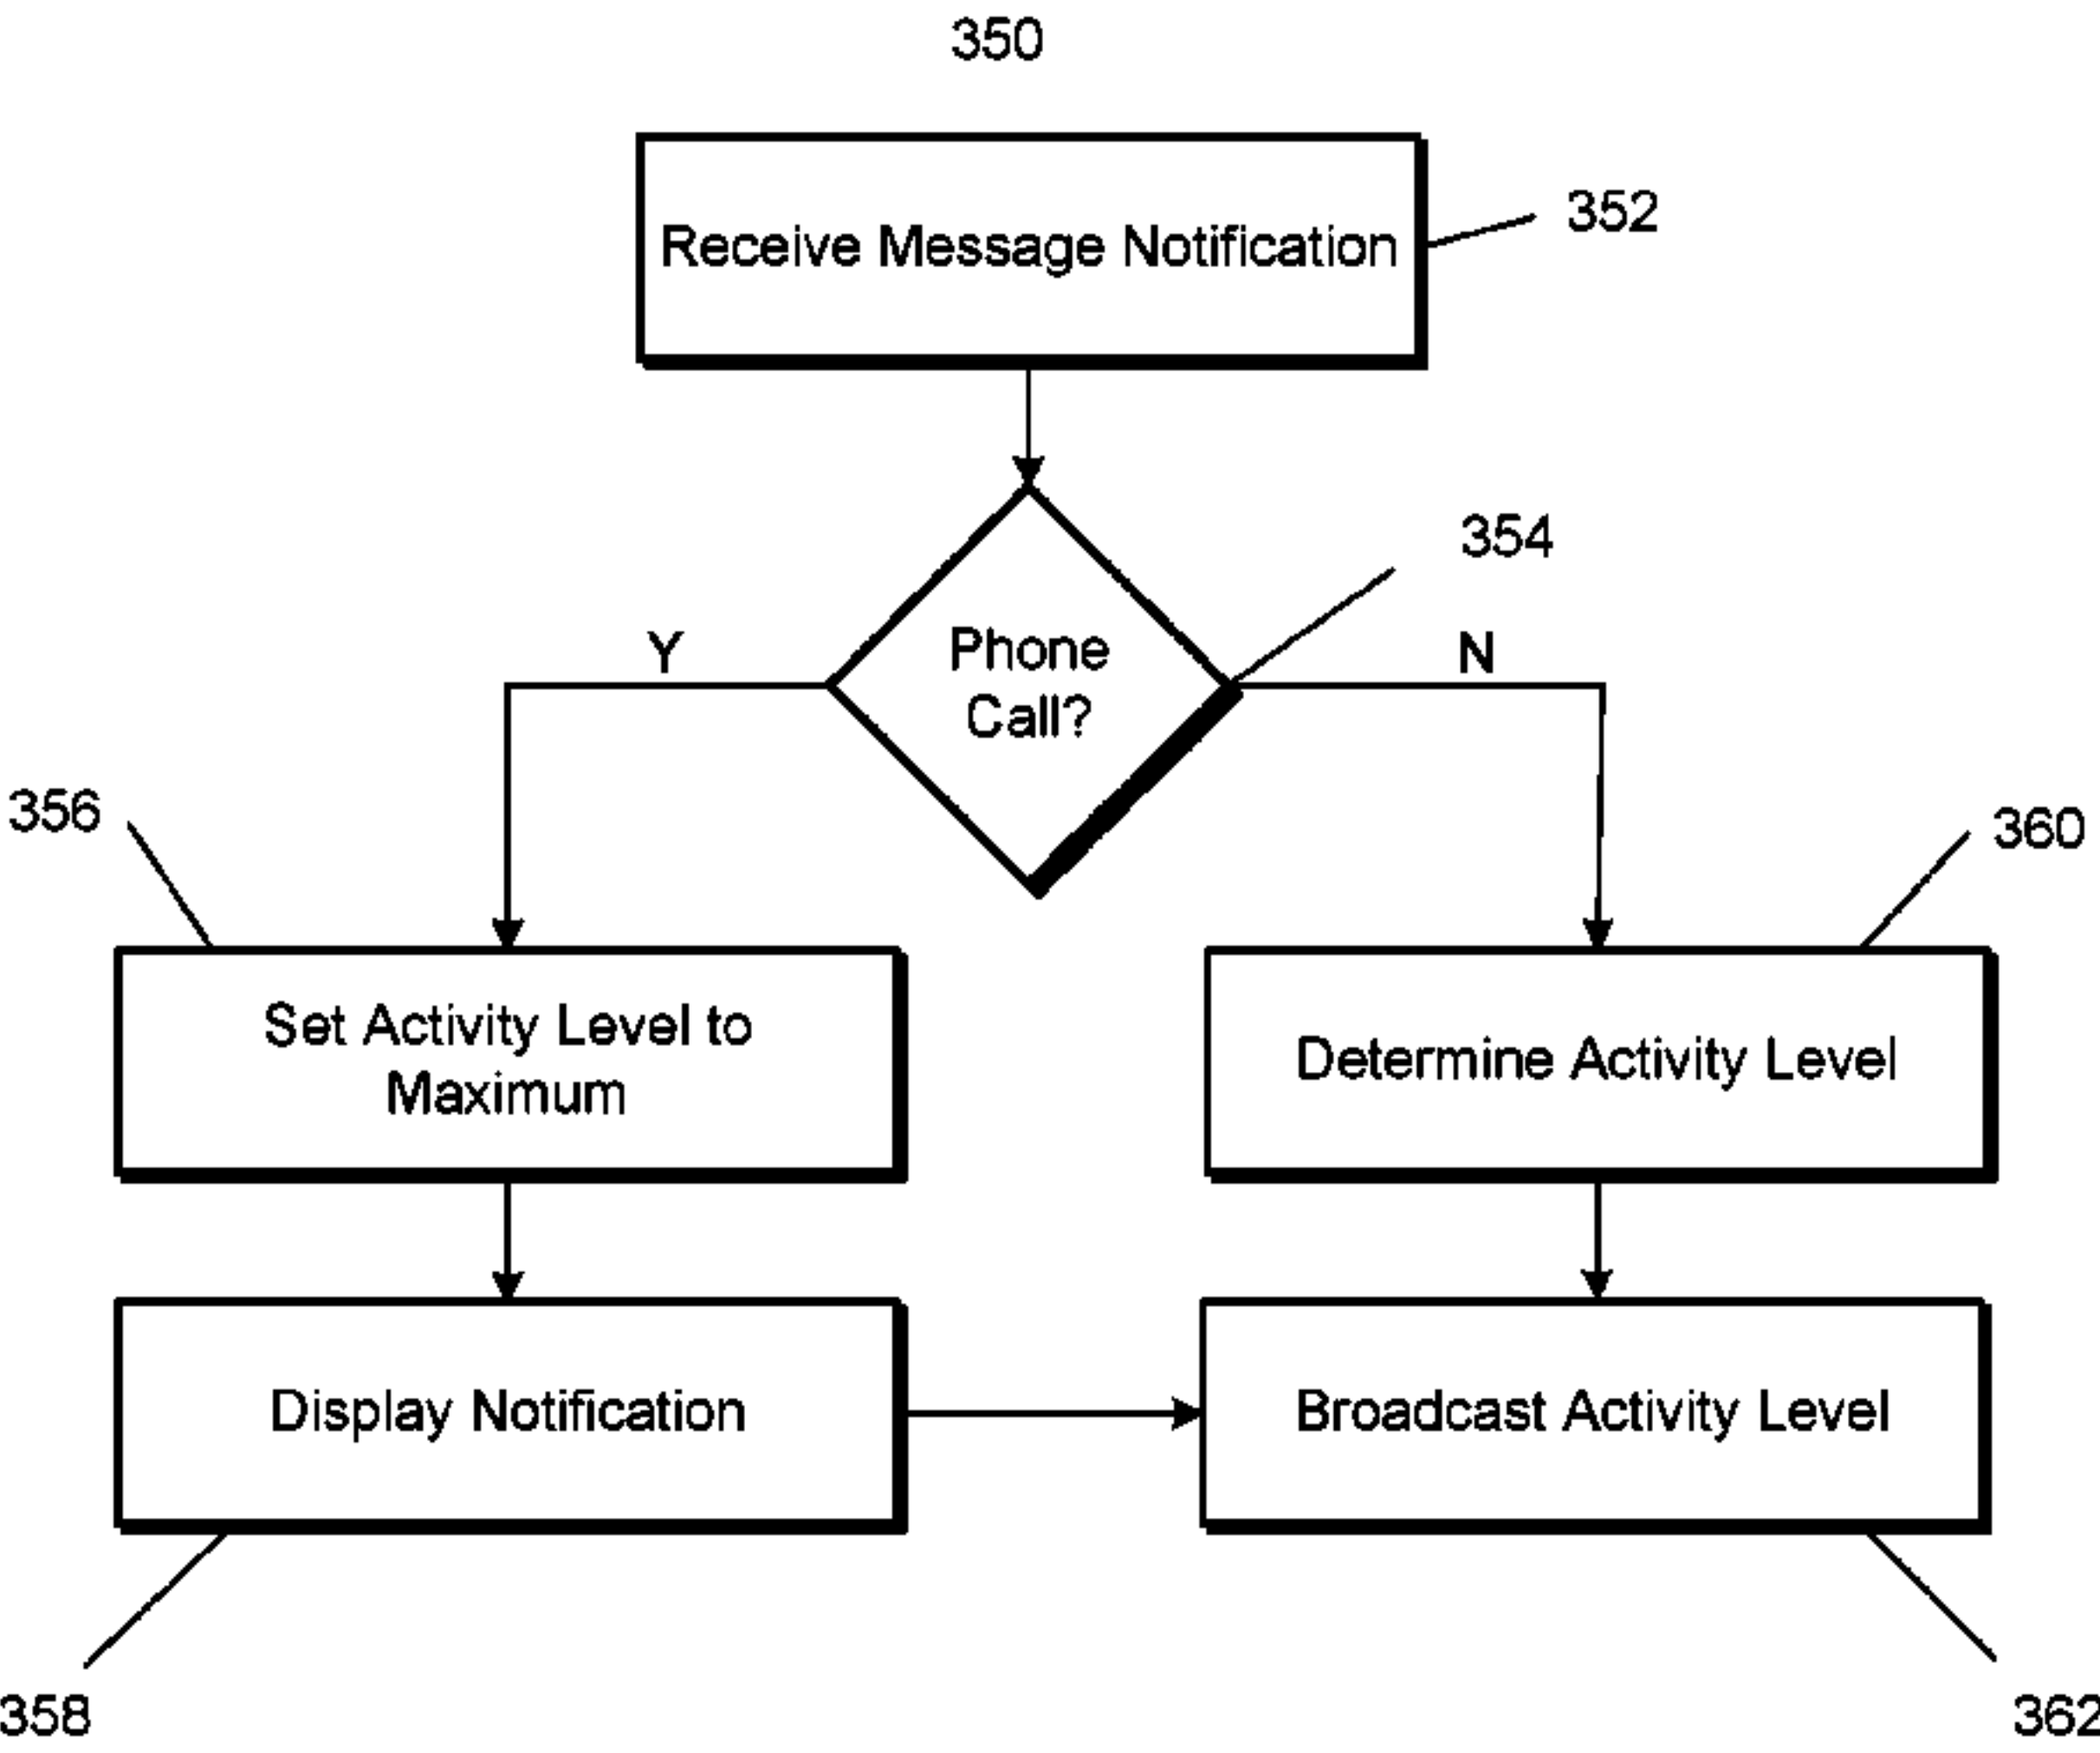 350
Receive Message Notification
352
354
Phone
Call?
Y
N
356
360
Set Activity Level to
Maximum
Determine Activity Level
Display Notification
Broadcast Activity Level
358
362